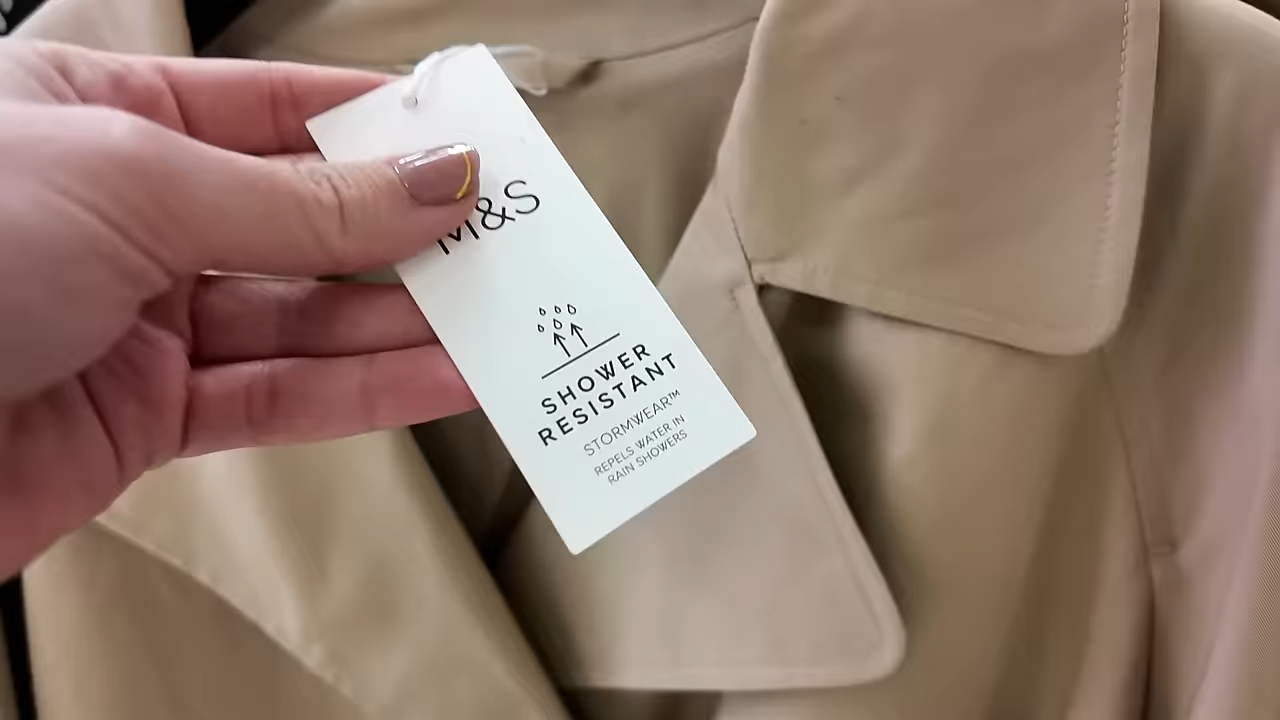 M&S
SHOWER
RESISTANT
STORMWEAR™
REPELS WATER IN
RAIN SHOWERS